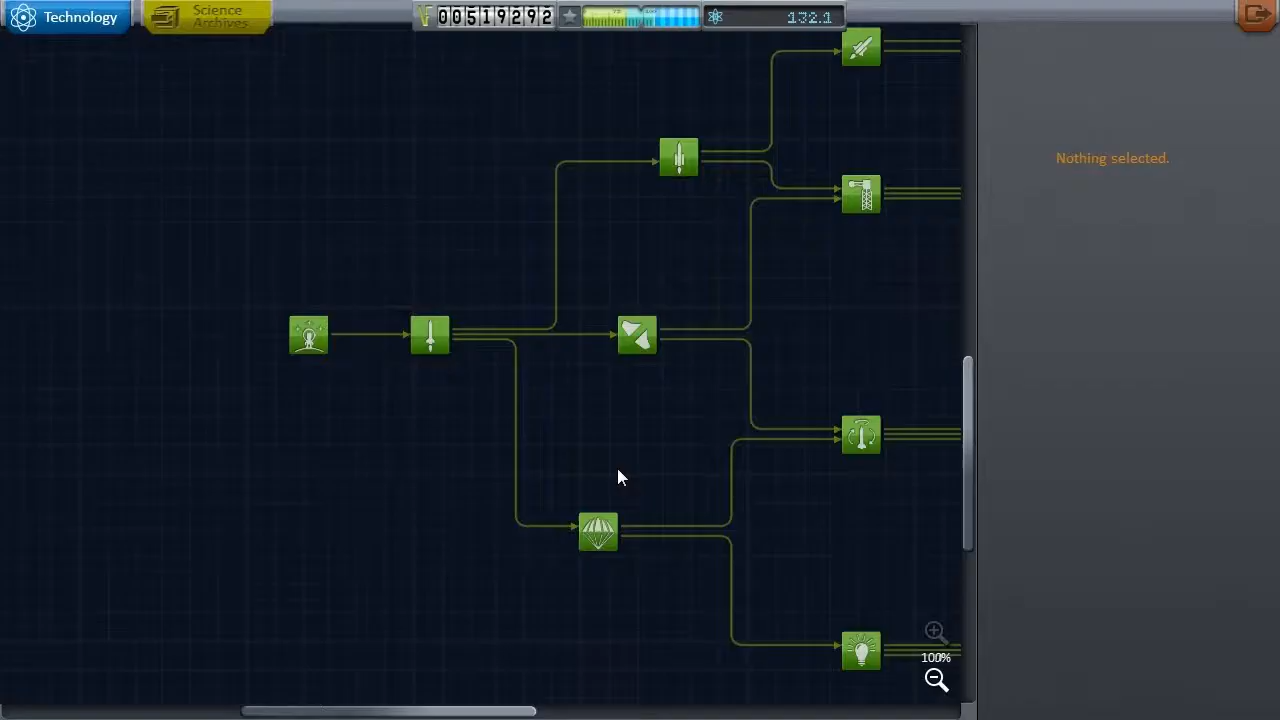 Technology
Science
Archives
00519292
132.1
Nothing selected.
100%